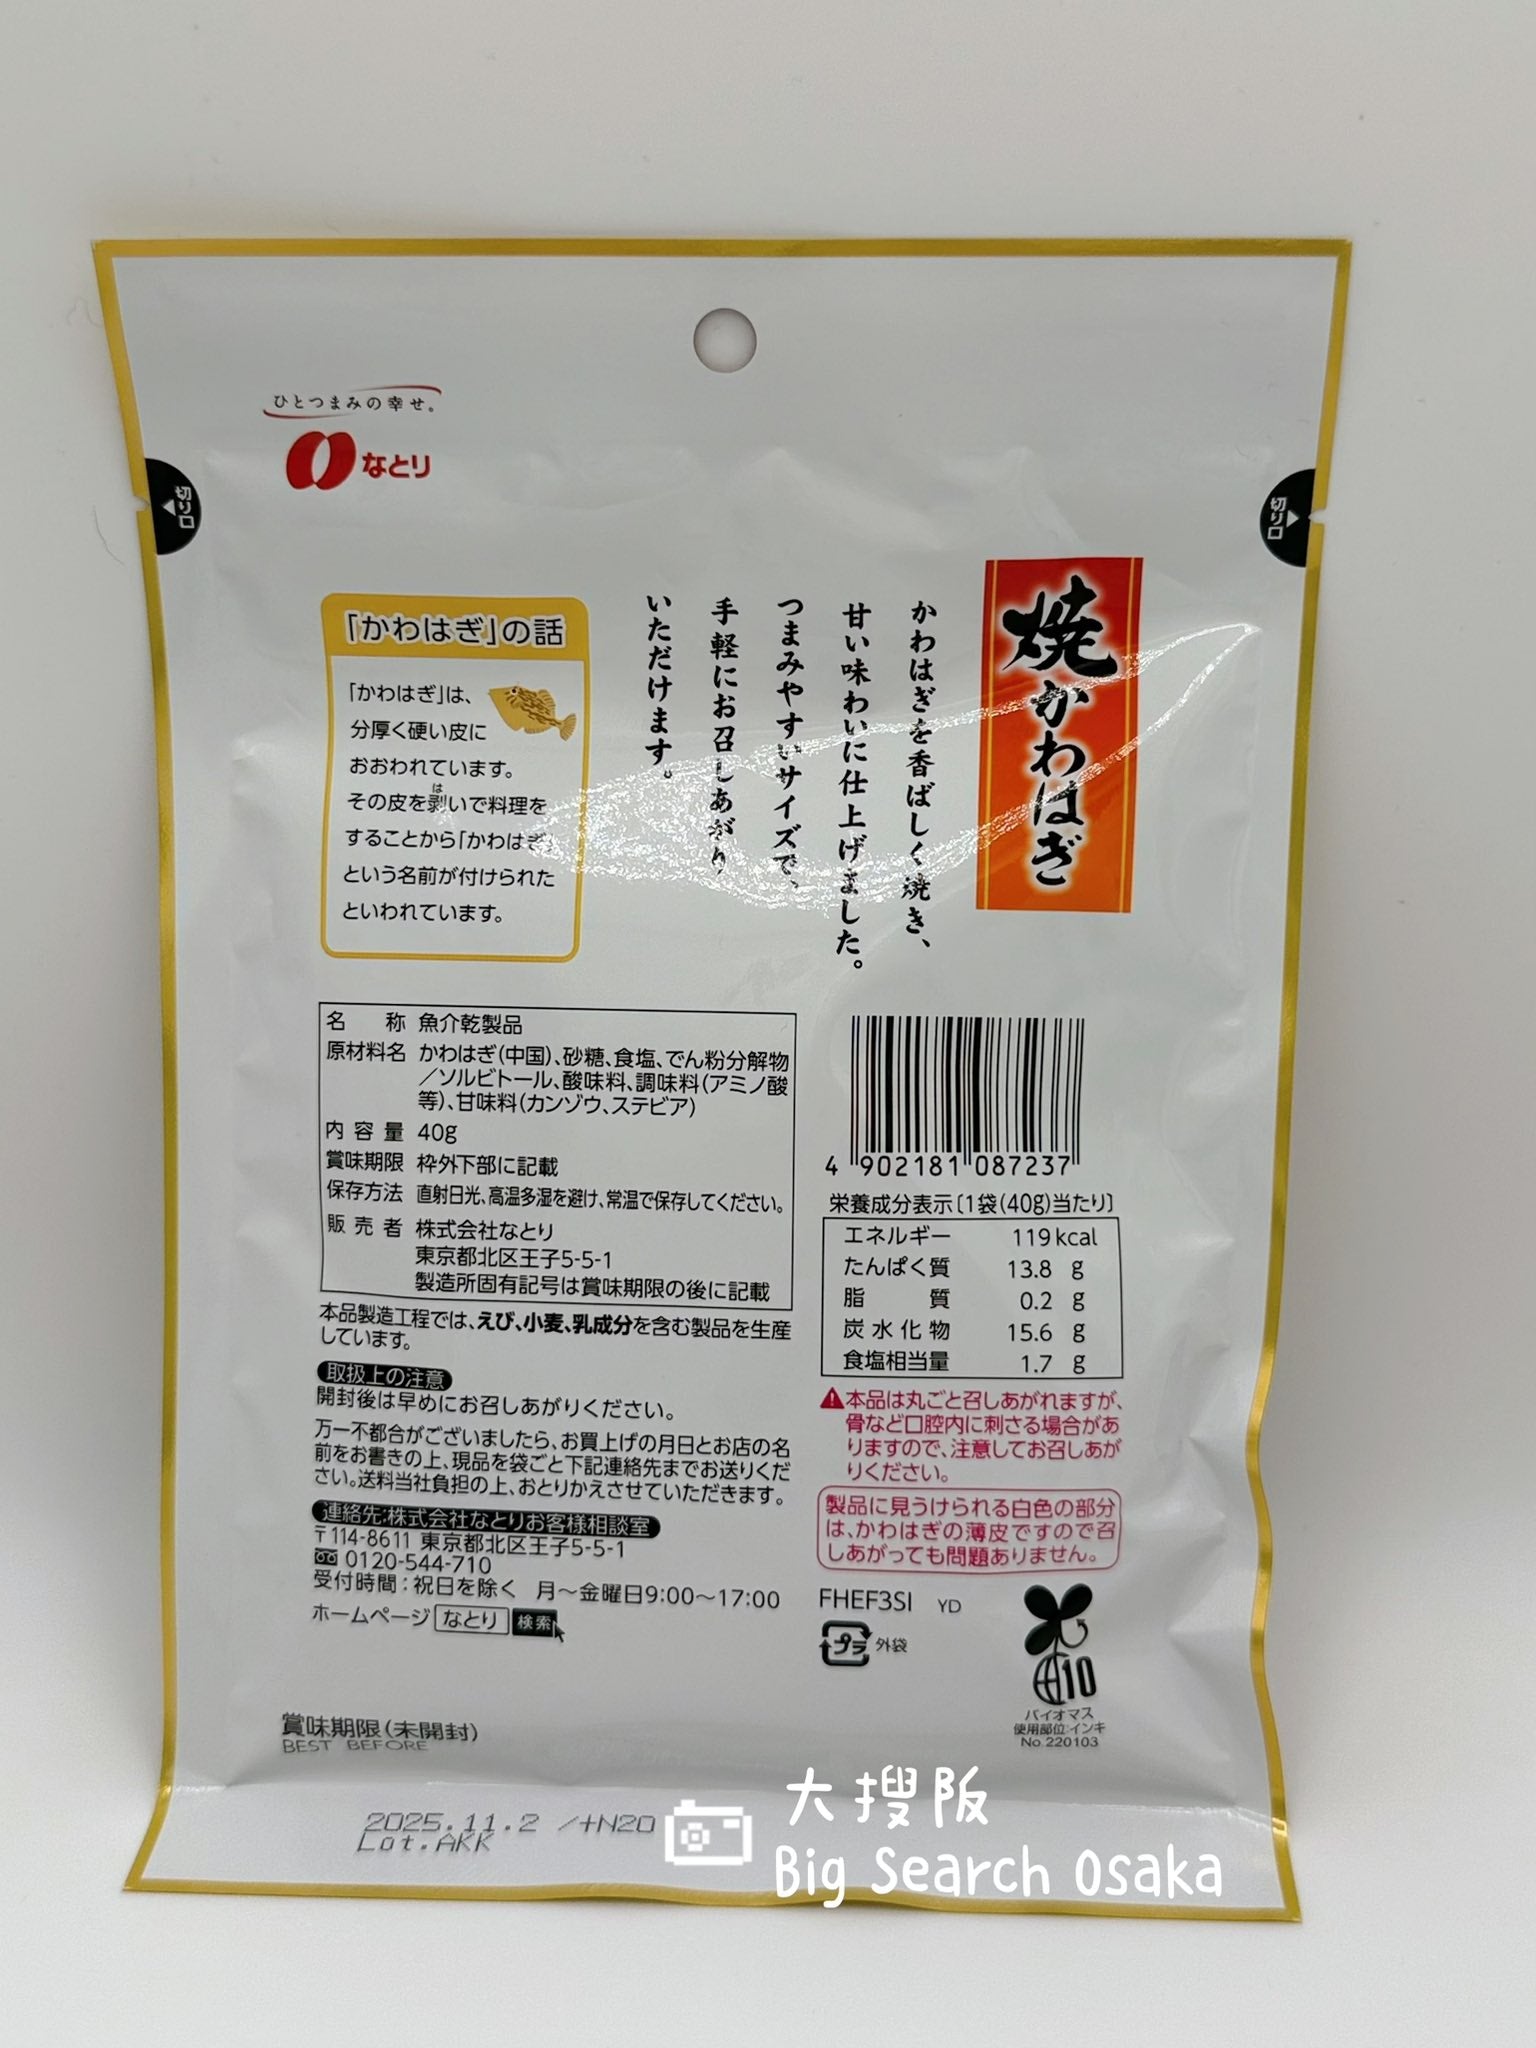 ひとつまみの幸せ。
なとり
切り口
切り口
焼かわはぎ
かわはぎを香ばしく焼き、
甘い味わいに仕上げました。
つまみやすいサイズで、
手軽にお召しあがり
いただけます。
「かわはぎ」の話
「かわはぎ」は、
分厚く硬い皮に
おおわれています。
は
その皮を剥いで料理を
することから「かわはぎ」
という名前が付けられた
といわれています。
名称 魚介乾製品
原材料名 かわはぎ(中国)、砂糖、食塩、でん粉分解物
/ソルビトール、酸味料、調味料(アミノ酸
等)、甘味料(カンゾウ、ステビア)
内容量 40g
賞味期限 枠外下部に記載
保存方法 直射日光、高温多湿を避け、常温で保存してください。
販売者 株式会社なとり
東京都北区王子5-5-1
製造所固有記号は賞味期限の後に記載
本品製造工程では、えび、小麦、乳成分を含む製品を生産
しています。
取扱上の注意
開封後は早めにお召しあがりください。
万一不都合がございましたら、お買上げの月日とお店の名
前をお書きの上、現品を袋ごと下記連絡先までお送りくだ
さい。送料当社負担の上、おとりかえさせていただきます。
連絡先:株式会社なとりお客様相談室
〒114-8611 東京都北区王子5-5-1
0120-544-710
受付時間:祝日を除く 月〜金曜日9:00〜17:00
ホームページ なとり 検索
4 902181 087237
栄養成分表示〔1袋(40g)当たり〕
エネルギー 119kcal
たんぱく質 13.8 g
脂質 0.2 g
炭水化物 15.6 g
食塩相当量 1.7 g
本品は丸ごと召しあがれますが、
骨など口腔内に刺さる場合があ
りますので、注意してお召しあが
りください。
製品に見うけられる白色の部分
は、かわはぎの薄皮ですので召
しあがっても問題ありません。
FHEF3SI YD
プラ 外袋
10
バイオマス
使用部位:インキ
No.220103
賞味期限(未開封)
BEST BEFORE
2025.11.2 /+N20
Lot.AKK
大搜阪
Big Search Osaka